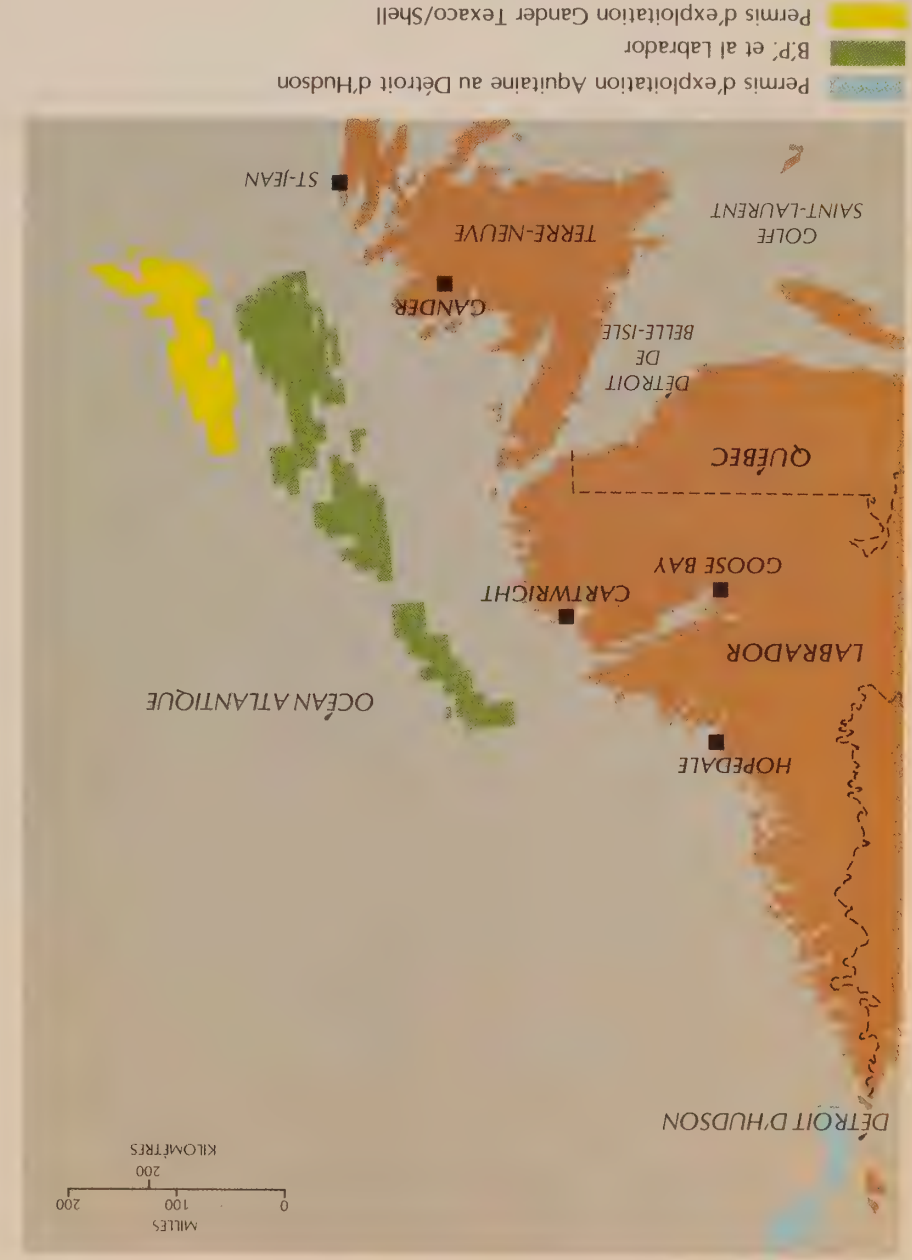 MILLES
0 100 200
200
KILOMÈTRES
DÉTROIT D'HUDSON
HOPEDALE
OCÉAN ATLANTIQUE
LABRADOR
CARTWRIGHT
GOOSE BAY
QUÉBEC
DÉTROIT
DE
BELLE-ISLE
GANDER
TERRE-NEUVE
GOLFE
SAINT-LAURENT
ST-JEAN
Permis d'exploitation Aquitaine au Détroit d'Hudson
B.P. et al Labrador
Permis d'exploitation Gander Texaco/Shell